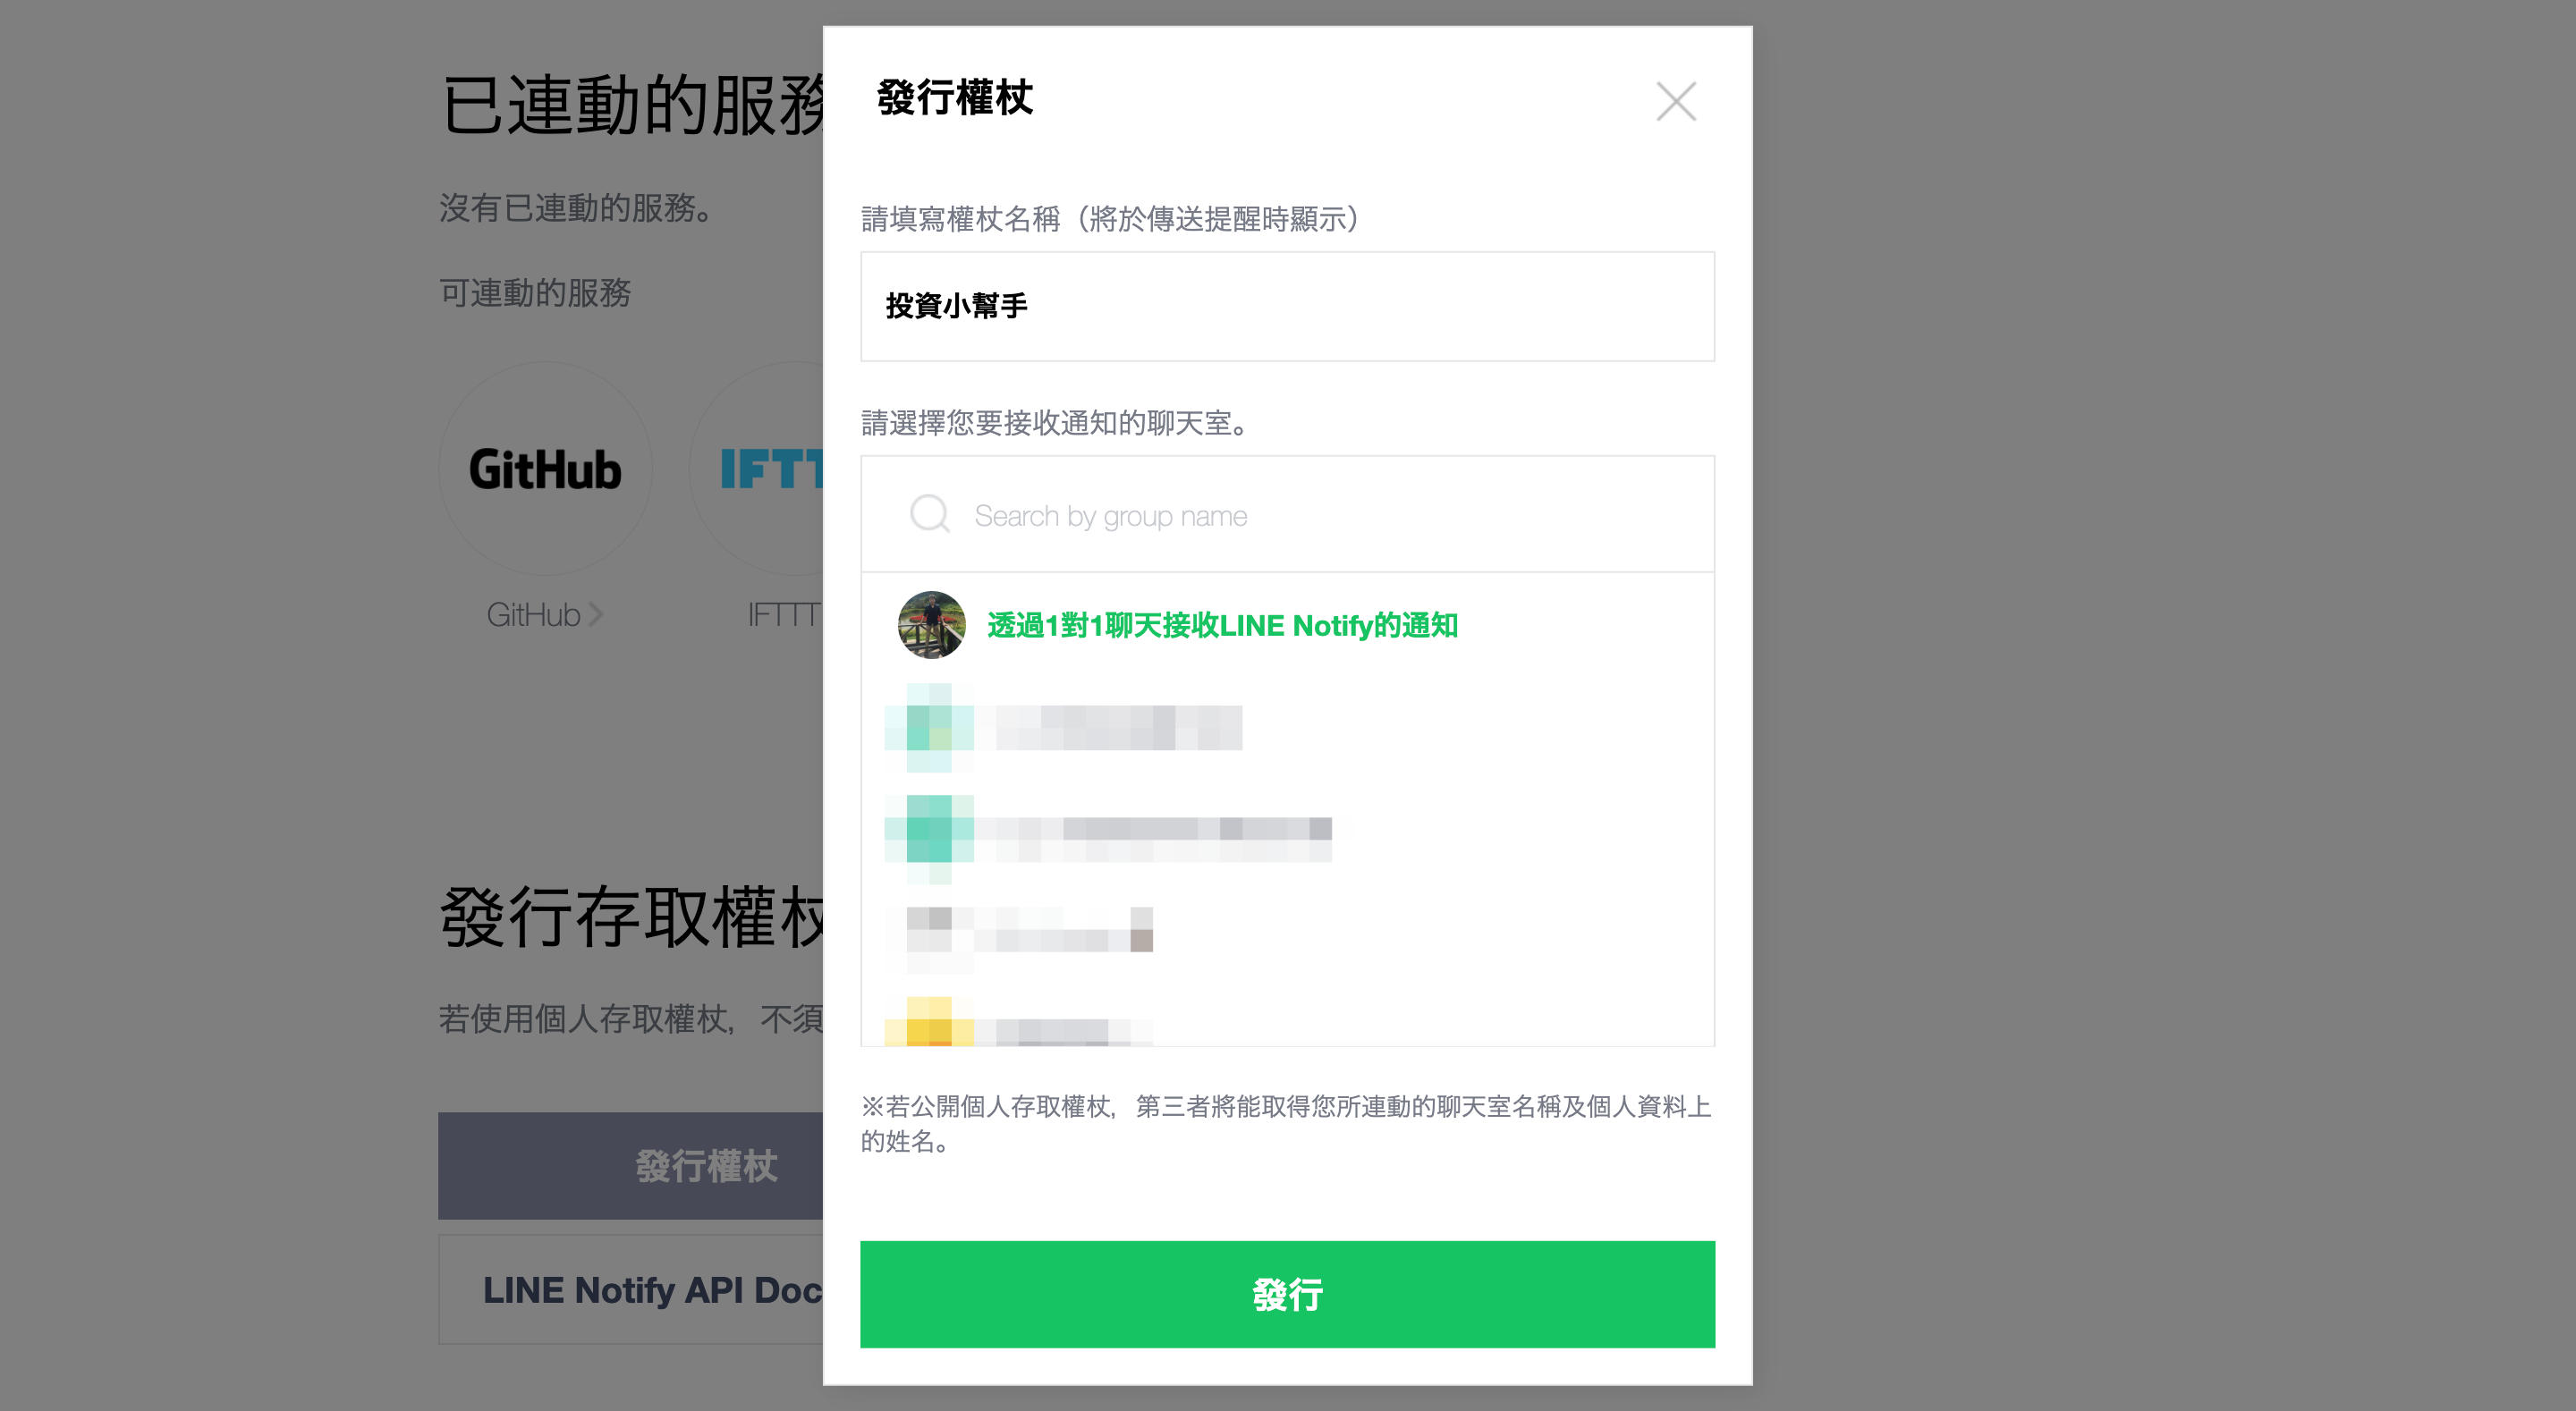 已連動的服務
沒有已連動的服務。
可連動的服務
GitHub
IFTT
GitHub
IFTTT
發行存取權杖
若使用個人存取權杖，不須
發行權杖
LINE Notify API Doc
發行權杖
請填寫權杖名稱（將於傳送提醒時顯示）
投資小幫手
請選擇您要接收通知的聊天室。
Search by group name
透過1對1聊天接收LINE Notify的通知
※若公開個人存取權杖，第三者將能取得您所連動的聊天室名稱及個人資料上
的姓名。
發行